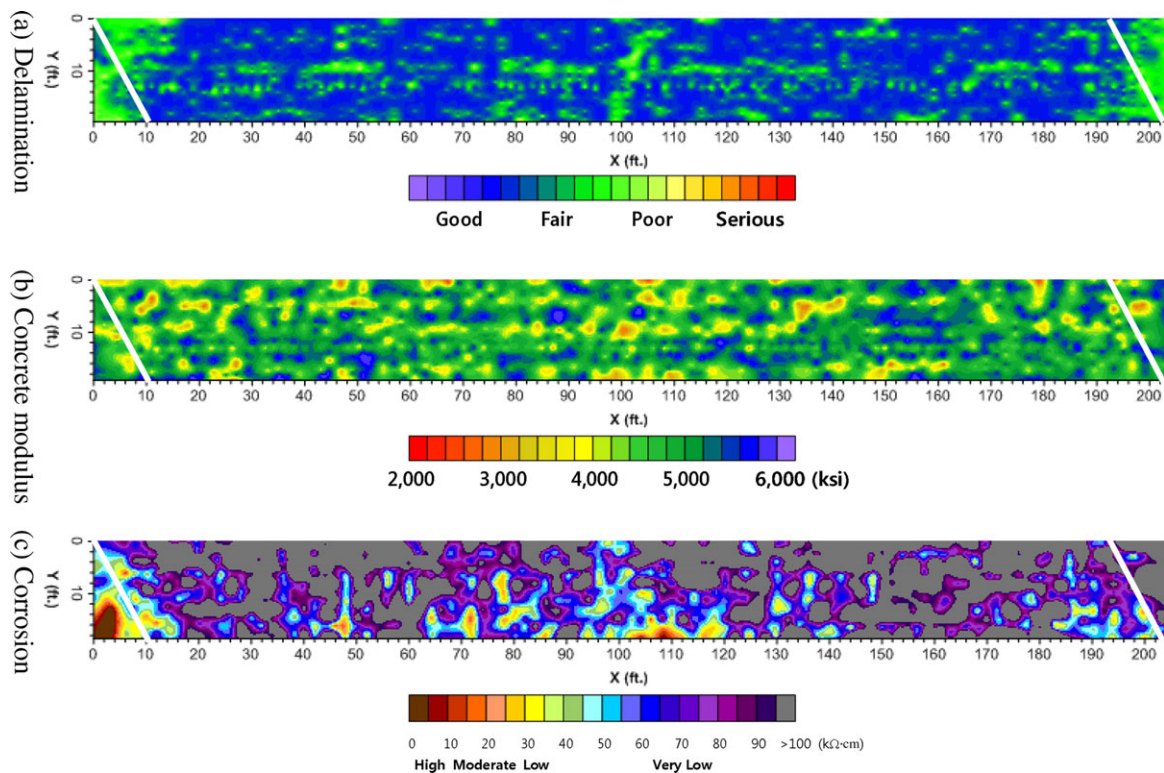 (a) Delamination
Y (ft.)
0
10
0 10 20 30 40 50 60 70 80 90 100 110 120 130 140 150 160 170 180 190 200
X (ft.)
Good Fair Poor Serious
(b) Concrete modulus
Y (ft.)
0
10
0 10 20 30 40 50 60 70 80 90 100 110 120 130 140 150 160 170 180 190 200
X (ft.)
2,000 3,000 4,000 5,000 6,000 (ksi)
(c) Corrosion
Y (ft.)
0
10
0 10 20 30 40 50 60 70 80 90 100 110 120 130 140 150 160 170 180 190 200
X (ft.)
0 10 20 30 40 50 60 70 80 90 >100 (kΩ·cm)
High Moderate Low Very Low